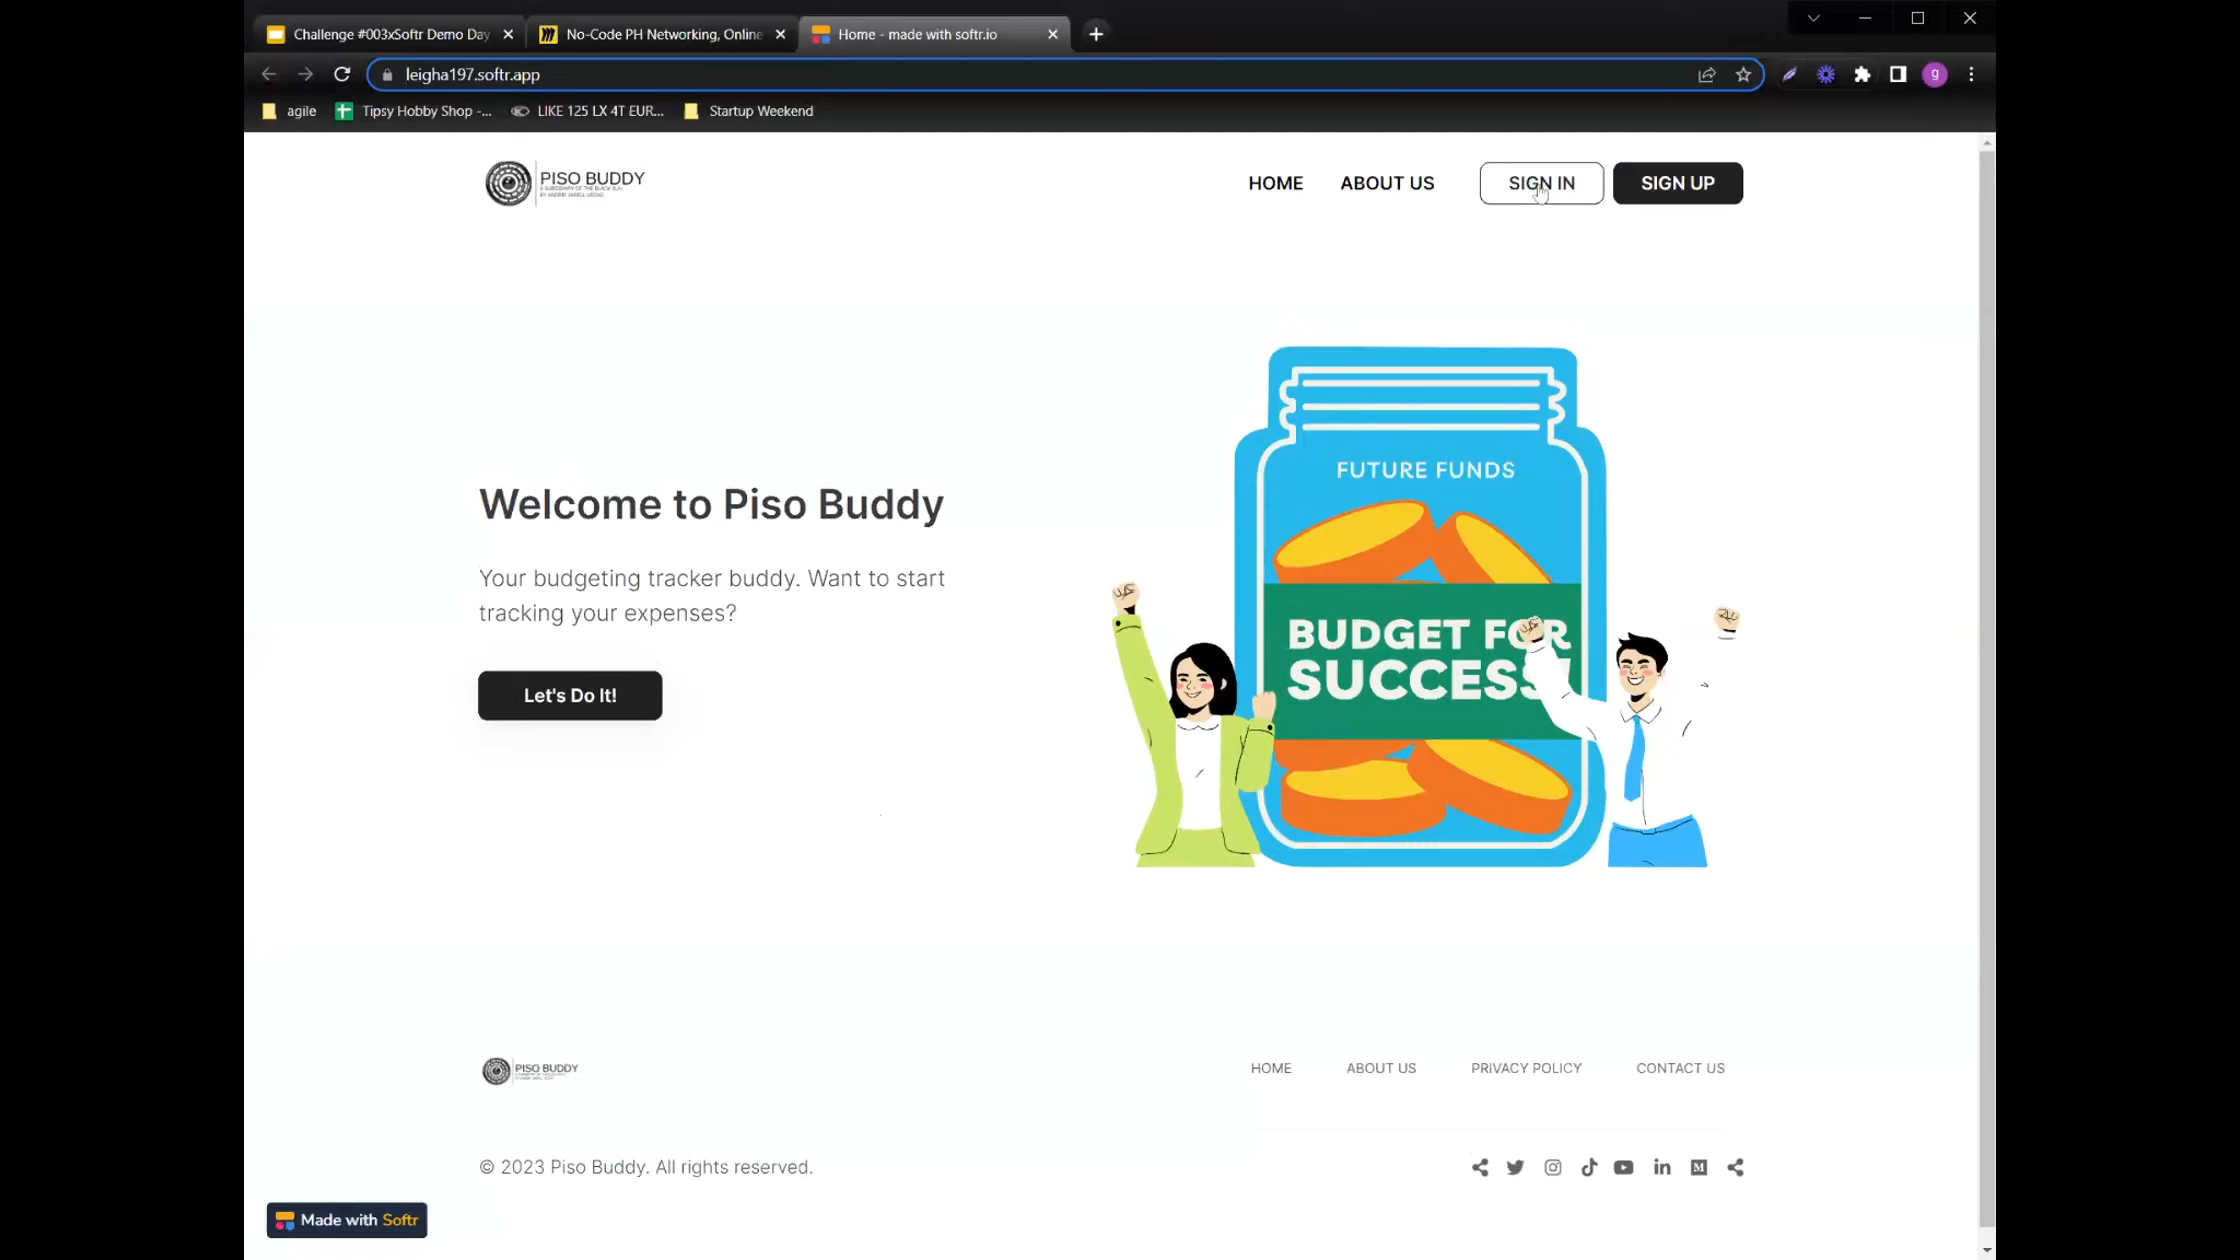 Challenge #003xSoftr Demo Day
No-Code PH Networking, Online
Home - made with softr.io
leigha197.softr.app
g
agile
Tipsy Hobby Shop -...
LIKE 125 LX 4T EUR...
Startup Weekend
PISO BUDDY
HOME
ABOUT US
SIGN IN
SIGN UP
FUTURE FUNDS
BUDGET FOR
SUCCESS!
Welcome to Piso Buddy
Your budgeting tracker buddy. Want to start
tracking your expenses?
Let's Do It!
PISO BUDDY
HOME
ABOUT US
PRIVACY POLICY
CONTACT US
© 2023 Piso Buddy. All rights reserved.
Made with Softr